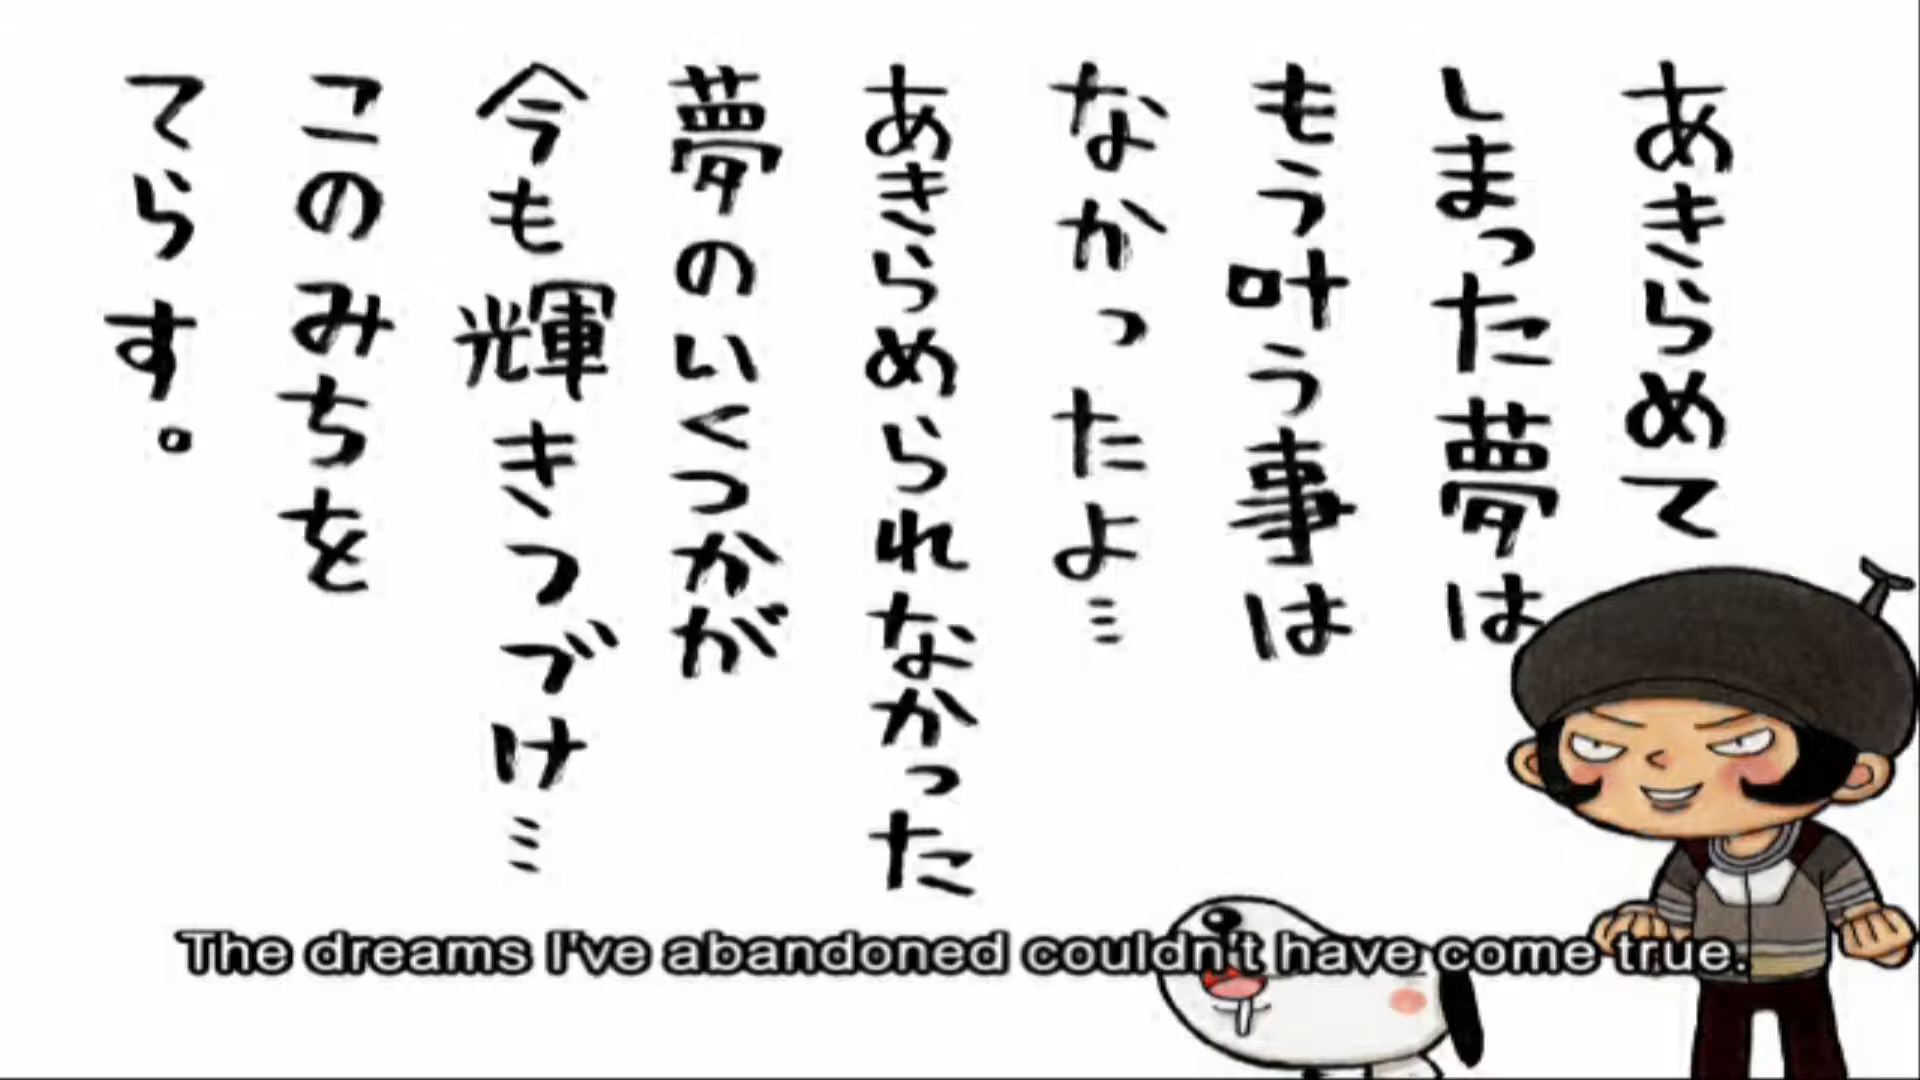 あきらめて
しまった夢は
もう叶う事は
なかったよ…
あきらめられなかった
夢のいくつかが
今も輝きつづけ…
このみちを
てらす。
The dreams I've abandoned couldn't have come true.